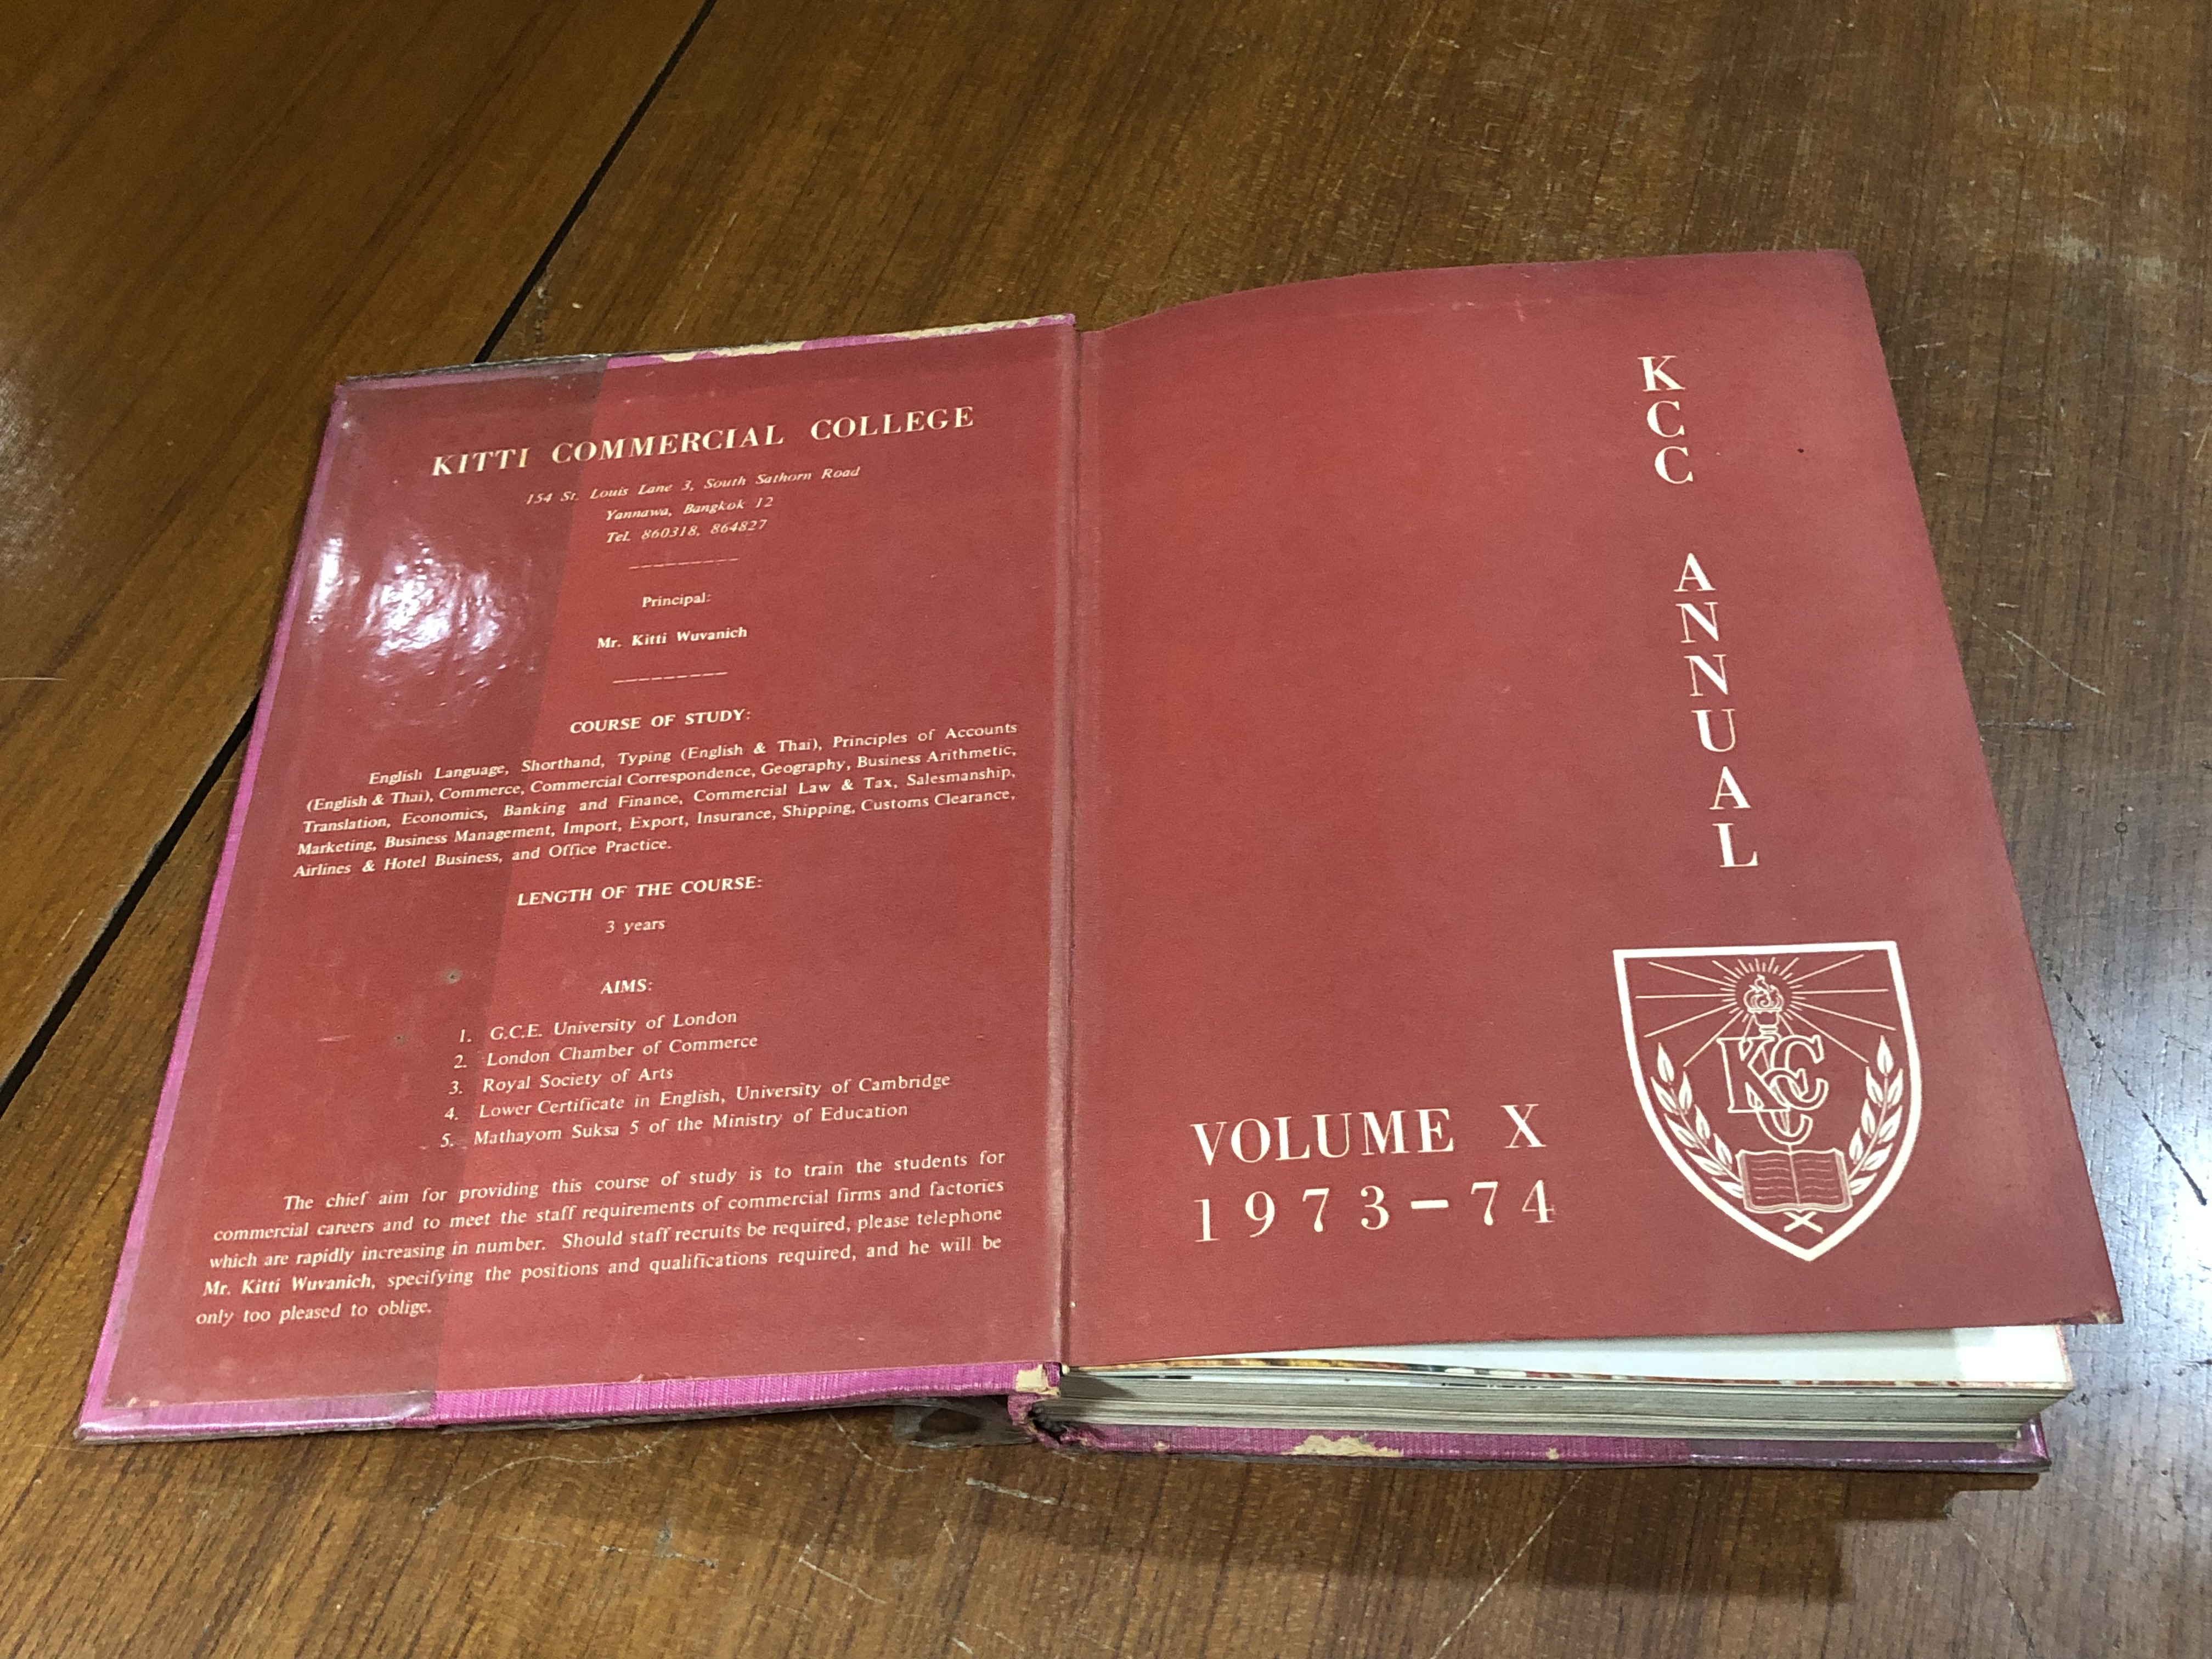 KITTI COMMERCIAL COLLEGE
154 St. Louis Lane 3, South Sathorn Road
Yannawa, Bangkok 12
Tel. 860318, 864827
Principal:
Mr. Kitti Wuvanich
COURSE OF STUDY:
English Language, Shorthand, Typing (English & Thai), Principles of Accounts
(English & Thai), Commerce, Commercial Correspondence, Geography, Business Arithmetic,
Translation, Economics, Banking and Finance, Commercial Law & Tax, Salesmanship,
Marketing, Business Management, Import, Export, Insurance, Shipping, Customs Clearance,
Airlines & Hotel Business, and Office Practice.
LENGTH OF THE COURSE:
3 years
AIMS:
1. G.C.E. University of London
2. London Chamber of Commerce
3. Royal Society of Arts
4. Lower Certificate in English, University of Cambridge
5. Mathayom Suksa 5 of the Ministry of Education
The chief aim for providing this course of study is to train the students for
commercial careers and to meet the staff requirements of commercial firms and factories
which are rapidly increasing in number. Should staff recruits be required, please telephone
Mr. Kitti Wuvanich, specifying the positions and qualifications required, and he will be
only too pleased to oblige.
KCC ANNUAL
VOLUME X
1973-74
KCC
X